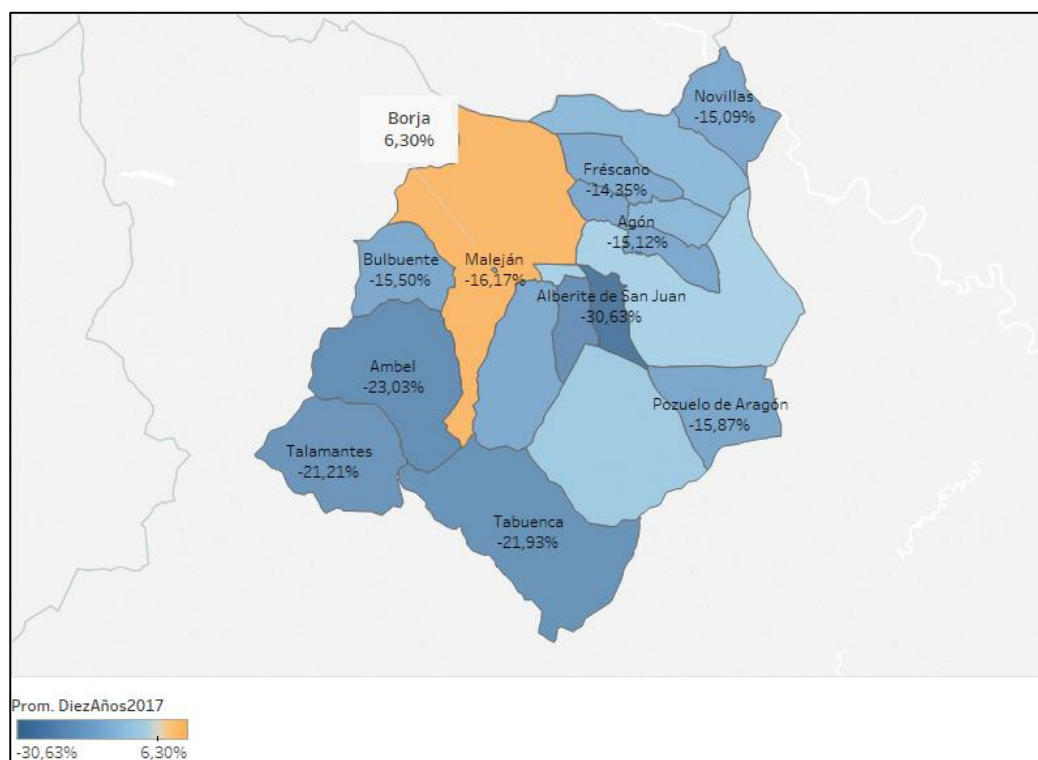 Novillas
-15,09%
Borja
6,30%
Fréscano
-14,35%
Agón
-15,12%
Bulbuente
-15,50%
Maleján
-16,17%
Alberite de San Juan
-30,63%
Ambel
-23,03%
Pozuelo de Aragón
-15,87%
Talamantes
-21,21%
Tabuenca
-21,93%
Prom. DiezAños2017
-30,63%
6,30%